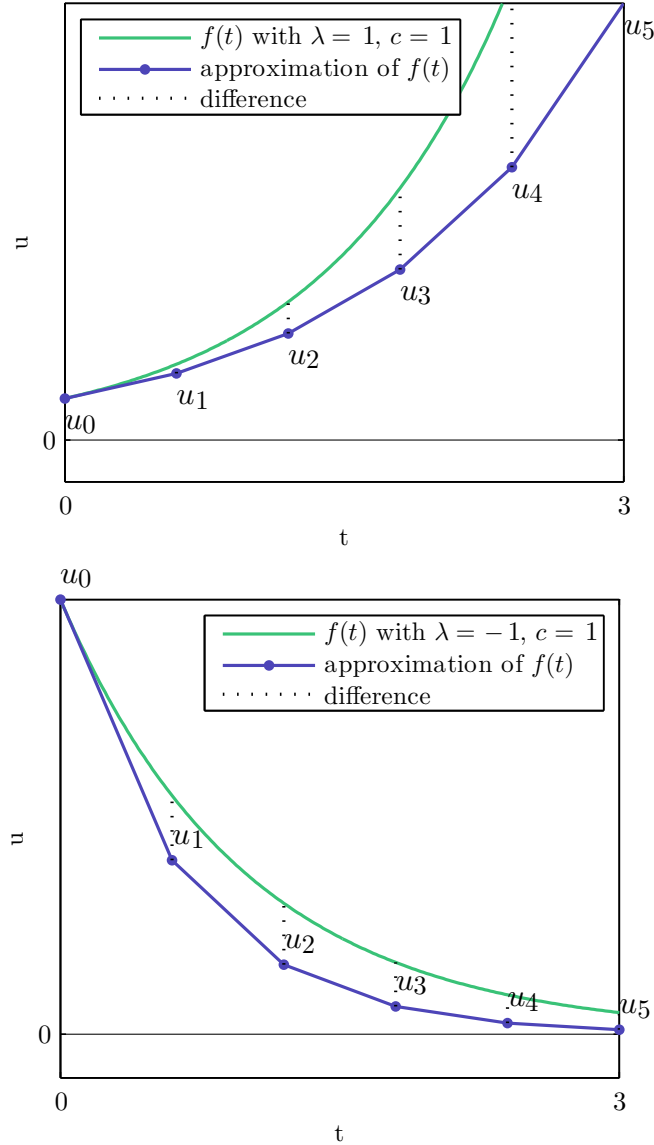 f(t) with λ = 1, c = 1
approximation of f(t)
difference
u5
u4
u3
u2
u1
u0
0
0
3
t
u
u0
f(t) with λ = −1, c = 1
approximation of f(t)
difference
u1
u2
u3
u4
u5
0
0
3
t
u